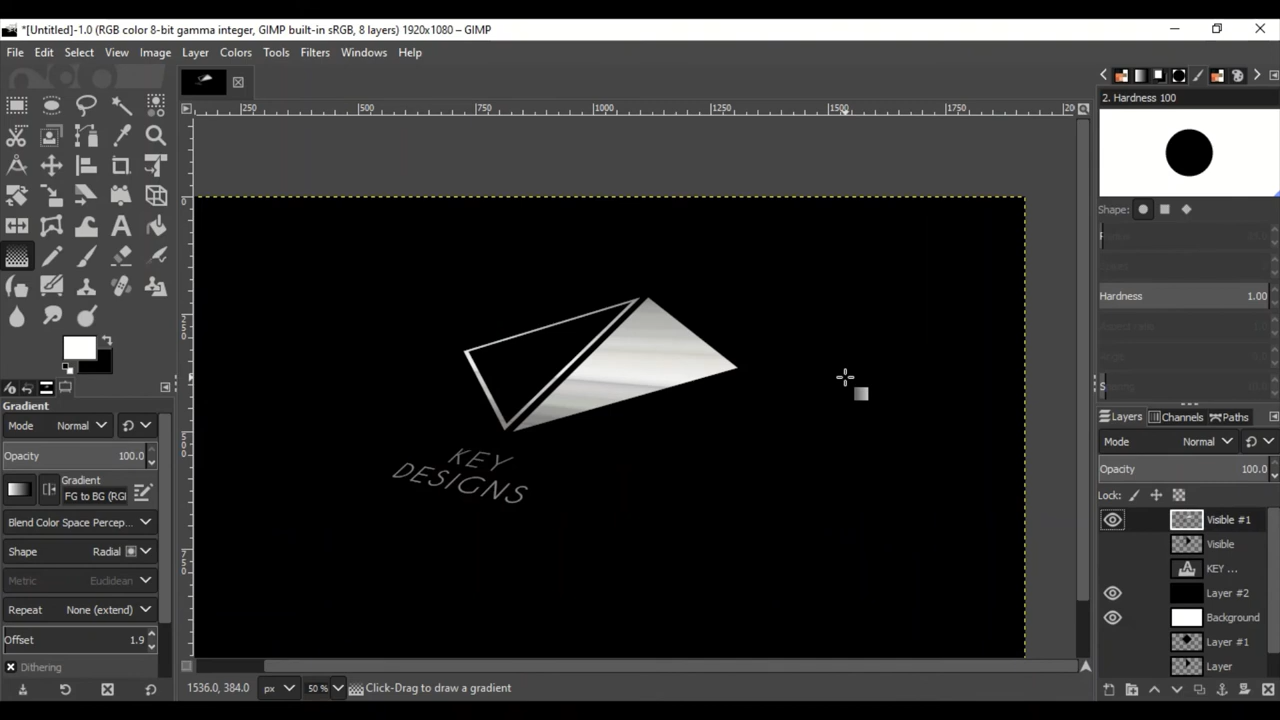 *[Untitled]-1.0 (RGB color 8-bit gamma integer, GIMP built-in sRGB, 8 layers) 1920x1080 – GIMP
File Edit Select View Image Layer Colors Tools Filters Windows Help
2. Hardness 100
250 500 750 1000 1250 1500 1750
0
250
500
750
Shape:
Hardness 1.00
KEY
DESIGNS
Gradient
Mode Normal
Opacity 100.0
Gradient
FG to BG (RGI
Blend Color Space Percep...
Shape Radial
Metric Euclidean
Repeat None (extend)
Offset 1.9
Dithering
Layers Channels Paths
Mode Normal
Opacity 100.0
Lock:
Visible #1
Visible
KEY ...
Layer #2
Background
Layer #1
Layer
1536.0, 384.0 px 50 % Click-Drag to draw a gradient